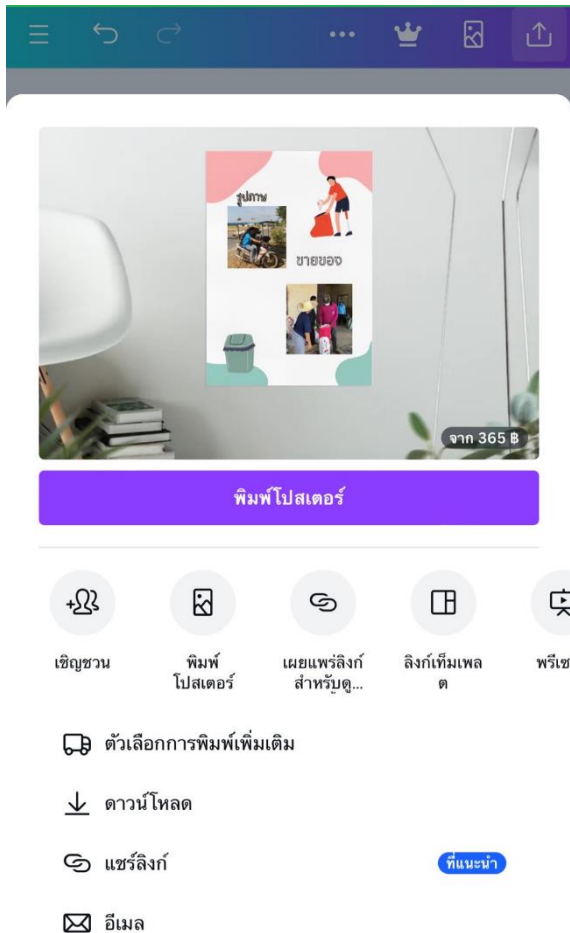 รูปภาพ
ขายของ
จาก 365 ฿
พิมพ์โปสเตอร์
เชิญชวน
พิมพ์
โปสเตอร์
เผยแพร่ลิงก์
สำหรับดู...
ลิงก์เท็มเพล
ต
พรีเซ
ตัวเลือกการพิมพ์เพิ่มเติม
ดาวน์โหลด
แชร์ลิงก์
ที่แนะนำ
อีเมล